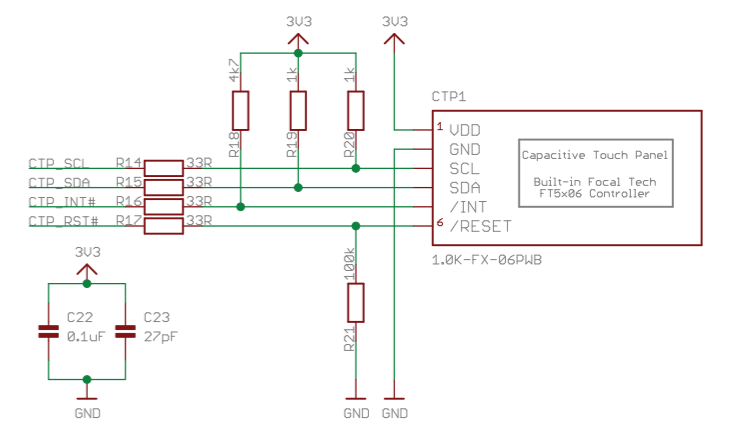 3V3
3V3
4k7
1k
1k
R18
R19
R20
CTP1
CTP_SCL R14 33R
CTP_SDA R15 33R
CTP_INT# R16 33R
CTP_RST# R17 33R
1 VDD
GND
SCL
SDA
/INT
6 /RESET
Capacitive Touch Panel
Built-in Focal Tech
FT5x06 Controller
1.0K-FX-06PWB
3V3
100k
R21
C22
0.1uF
C23
27pF
GND
GND
GND